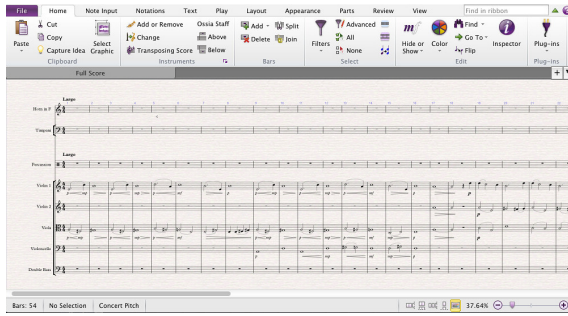 File Home Note Input Notations Text Play Layout Appearance Parts Review View Find in ribbon
Paste
Cut
Copy
Capture Idea
Select Graphic
Clipboard
Add or Remove
Change
Transposing Score
Ossia Staff
Above
Below
Instruments
Add Split
Delete Join
Bars
Filters
Advanced
All
None
Select
Hide or Show
Color
Find
Go To
Flip
Inspector
Edit
Plug-ins
Plug-ins
Full Score
Largo
Horn in F
Timpani
Largo
Percussion
Violin 1
Violin 2
Viola
Violoncello
Double Bass
Bars: 54 No Selection Concert Pitch 37.64%